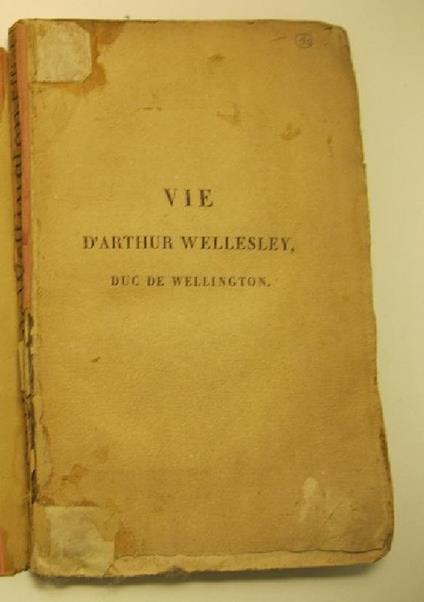 VIE
D'ARTHUR WELLESLEY,
DUC DE WELLINGTON.